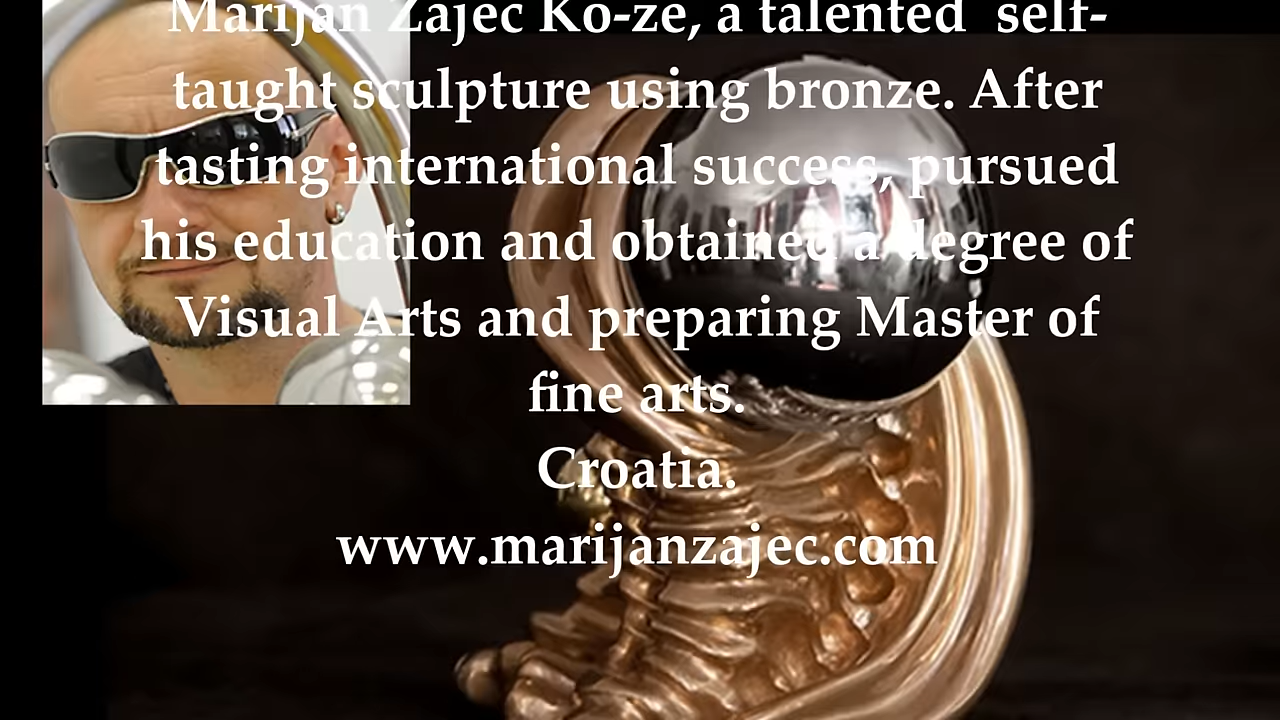 Marijan Zajec Ko-ze, a talented  self-
taught sculpture using bronze. After
tasting international success, pursued
his education and obtained a degree of
Visual Arts and preparing Master of
fine arts.
Croatia.
www.marijanzajec.com